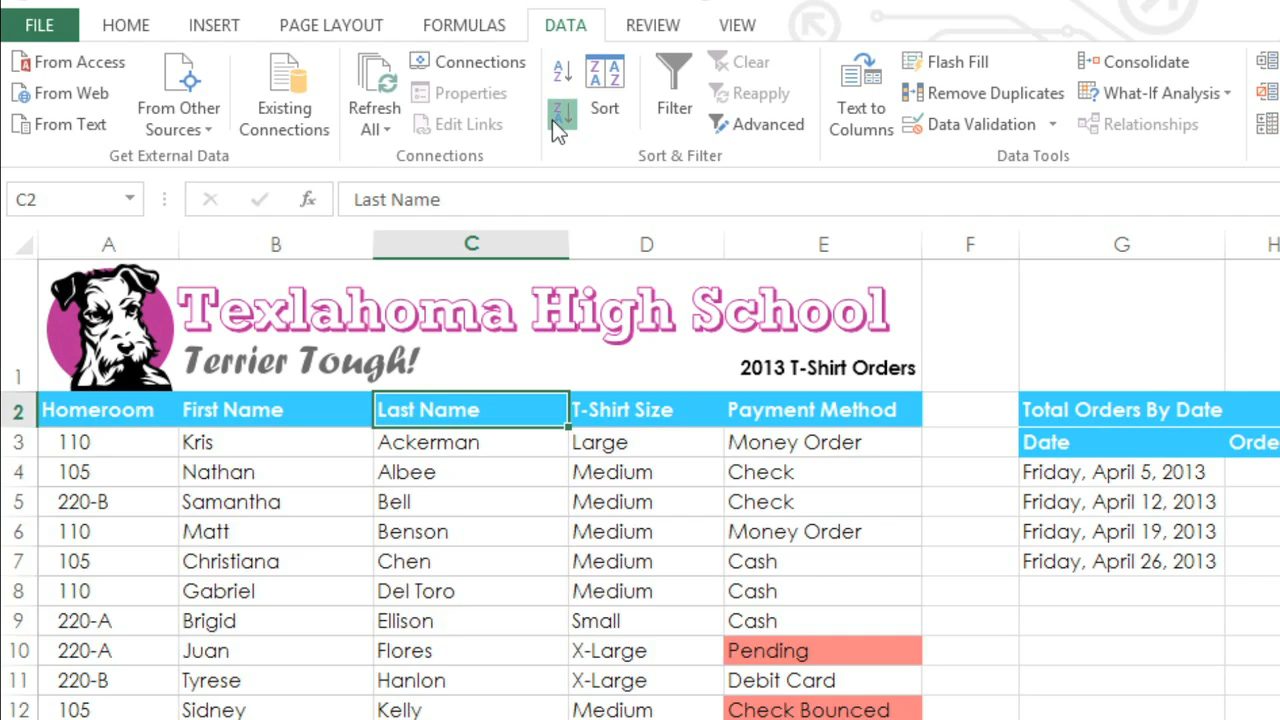 FILE HOME INSERT PAGE LAYOUT FORMULAS DATA REVIEW VIEW
From Access
From Web
From Text
From Other
Sources
Existing
Connections
Get External Data
Refresh
All
Connections
Properties
Edit Links
Connections
A
Z
Z
A
Z A
A Z
Sort
Filter
Clear
Reapply
Advanced
Sort & Filter
Text to
Columns
Flash Fill
Remove Duplicates
Data Validation
Consolidate
What-If Analysis
Relationships
Data Tools
C2 fx Last Name
A B C D E F G H
Texlahoma High School
Terrier Tough!
1 2013 T-Shirt Orders
2 Homeroom First Name Last Name T-Shirt Size Payment Method Total Orders By Date
3 110 Kris Ackerman Large Money Order Date Orde
4 105 Nathan Albee Medium Check Friday, April 5, 2013
5 220-B Samantha Bell Medium Check Friday, April 12, 2013
6 110 Matt Benson Medium Money Order Friday, April 19, 2013
7 105 Christiana Chen Medium Cash Friday, April 26, 2013
8 110 Gabriel Del Toro Medium Cash
9 220-A Brigid Ellison Small Cash
10 220-A Juan Flores X-Large Pending
11 220-B Tyrese Hanlon X-Large Debit Card
12 105 Sidney Kelly Medium Check Bounced